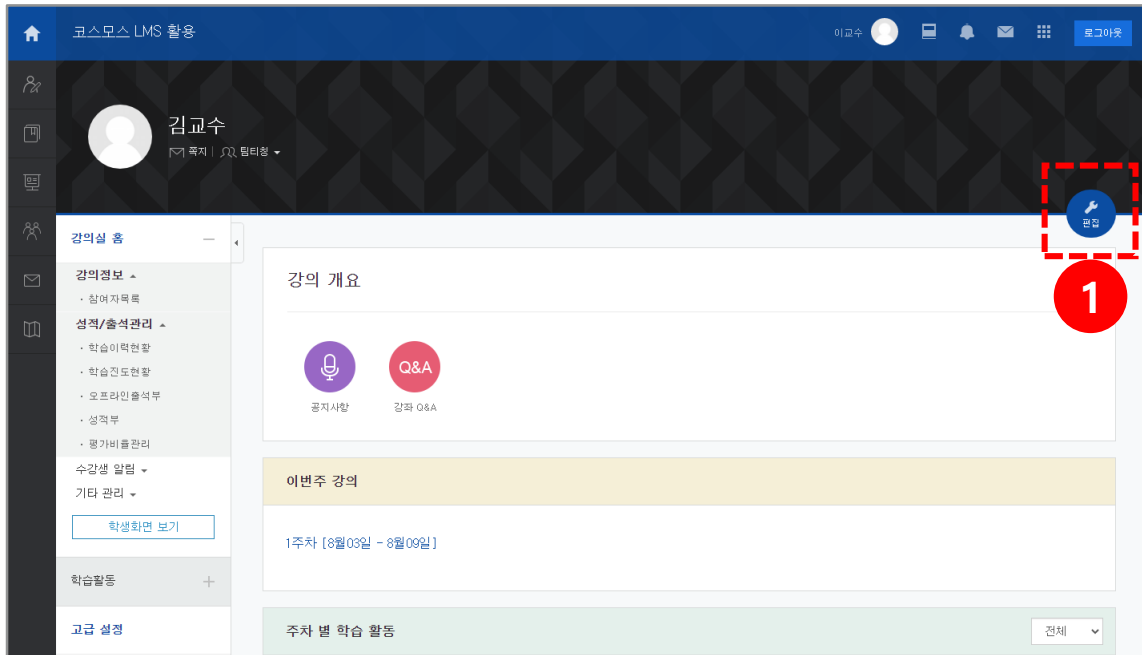 코스모스 LMS 활용
이교수
로그아웃
김교수
쪽지 | 팀티칭
편집
1
강의실 홈
강의정보
· 참여자목록
성적/출석관리
· 학습이력현황
· 학습진도현황
· 오프라인출석부
· 성적부
· 평가비율관리
수강생 알림
기타 관리
학생화면 보기
학습활동
고급 설정
강의 개요
Q&A
공지사항
강좌 Q&A
이번주 강의
1주차 [8월03일 - 8월09일]
주차 별 학습 활동
전체